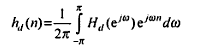 h_d(n) = \frac{1}{2\pi} \int_{-\pi}^{\pi} H_d(e^{j\omega}) e^{j\omega n} d\omega